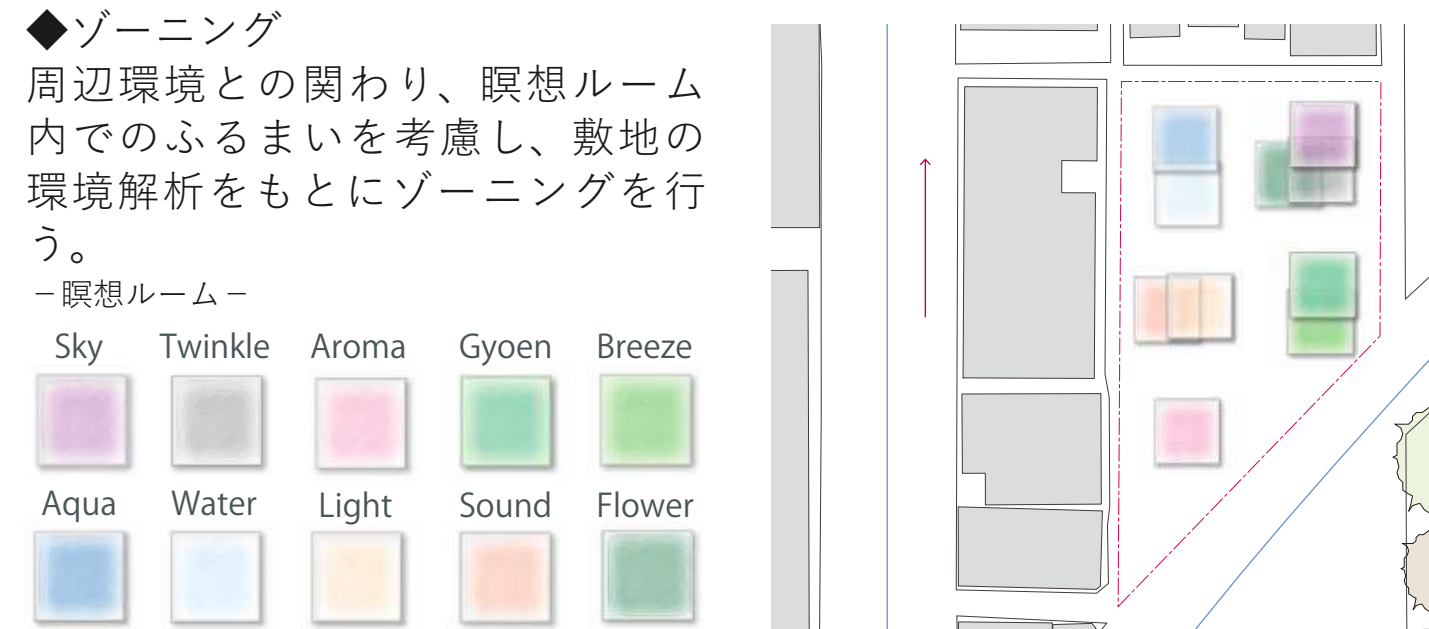 ◆ゾーニング
周辺環境との関わり、瞑想ルーム
内でのふるまいを考慮し、敷地の
環境解析をもとにゾーニングを行
う。
－瞑想ルーム－
Sky Twinkle Aroma Gyoen Breeze
Aqua Water Light Sound Flower